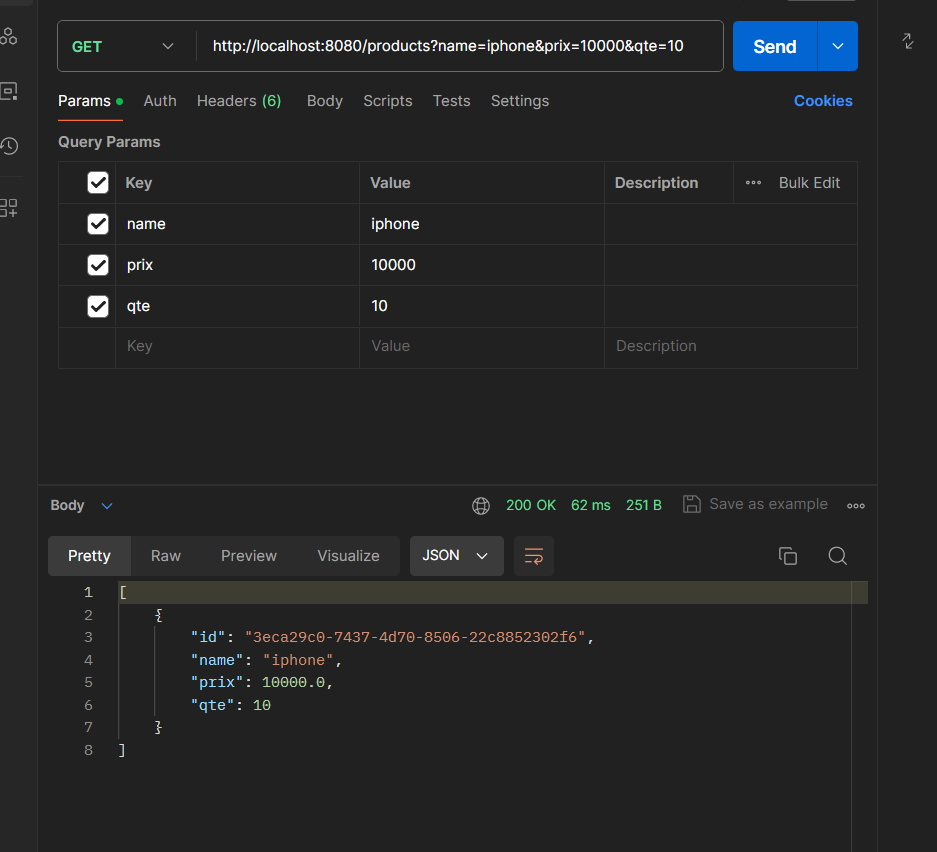 GET http://localhost:8080/products?name=iphone&prix=10000&qte=10 Send
Params Auth Headers (6) Body Scripts Tests Settings Cookies
Query Params
Key Value Description Bulk Edit
name iphone
prix 10000
qte 10
Key Value Description
Body 200 OK 62 ms 251 B Save as example
Pretty Raw Preview Visualize JSON
1 [
2 {
3 "id": "3eca29c0-7437-4d70-8506-22c8852302f6",
4 "name": "iphone",
5 "prix": 10000.0,
6 "qte": 10
7 }
8 ]